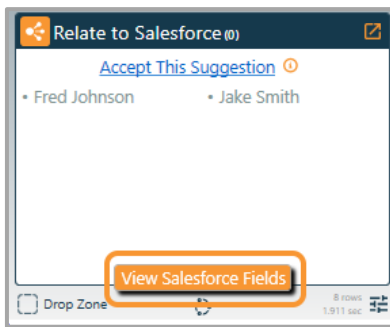 Relate to Salesforce (0)
Accept This Suggestion
• Fred Johnson • Jake Smith
View Salesforce Fields
Drop Zone
8 rows
1.911 sec